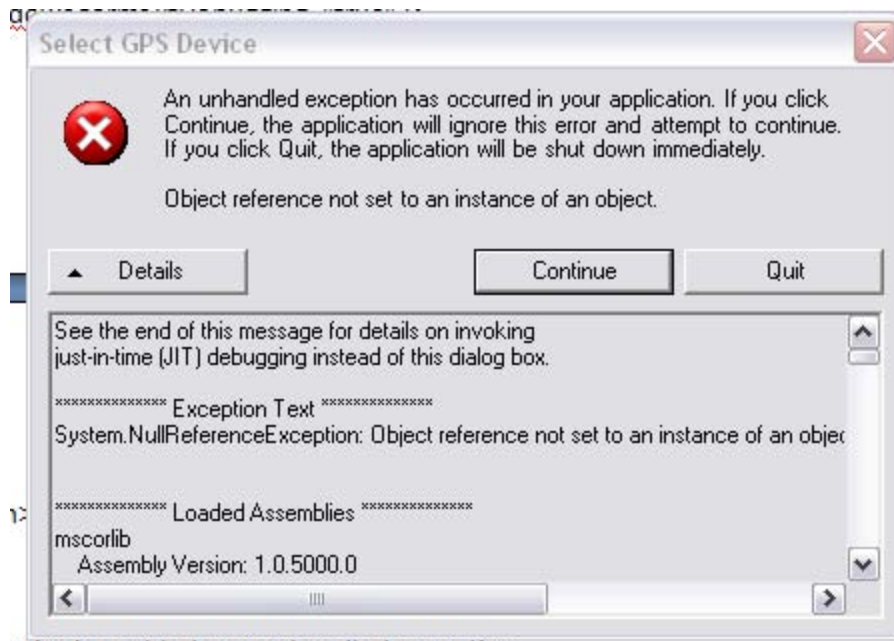 Select GPS Device
An unhandled exception has occurred in your application. If you click
Continue, the application will ignore this error and attempt to continue.
If you click Quit, the application will be shut down immediately.
Object reference not set to an instance of an object.
Details
Continue
Quit
See the end of this message for details on invoking
just-in-time (JIT) debugging instead of this dialog box.
************** Exception Text **************
System.NullReferenceException: Object reference not set to an instance of an objec
************** Loaded Assemblies **************
mscorlib
Assembly Version: 1.0.5000.0